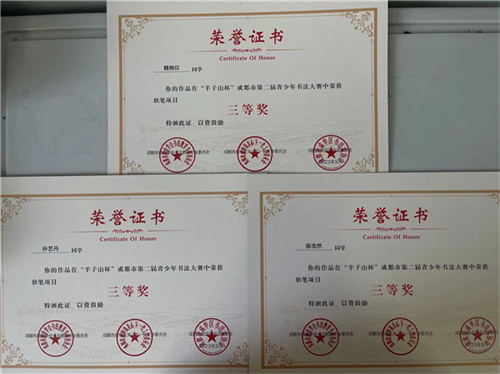 荣誉证书
Certificate Of Honor
同学
你的作品在“羊子山杯”成都市第二届青少年书法大赛中荣获
软笔项目
三等奖
特颁此证，以资鼓励
荣誉证书
Certificate Of Honor
孙艺丹 同学
你的作品在“羊子山杯”成都市第二届青少年书法大赛中荣获
软笔项目
三等奖
特颁此证，以资鼓励
荣誉证书
Certificate Of Honor
同学
你的作品在“羊子山杯”成都市第二届青少年书法大赛中荣获
软笔项目
三等奖
特颁此证，以资鼓励